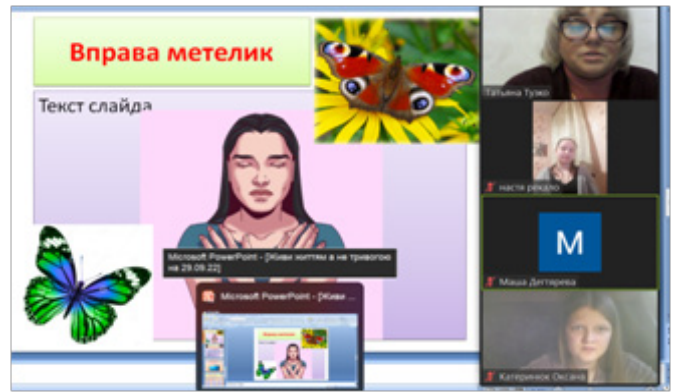 Вправа метелик
Текст слайда
Microsoft PowerPoint - [Живи життям а не тривогою
на 29.09.22]
Microsoft PowerPoint - [Живи ...
Татьяна Тузко
настя рекало
М
Маша Дегтярева
Катеринюк Оксана